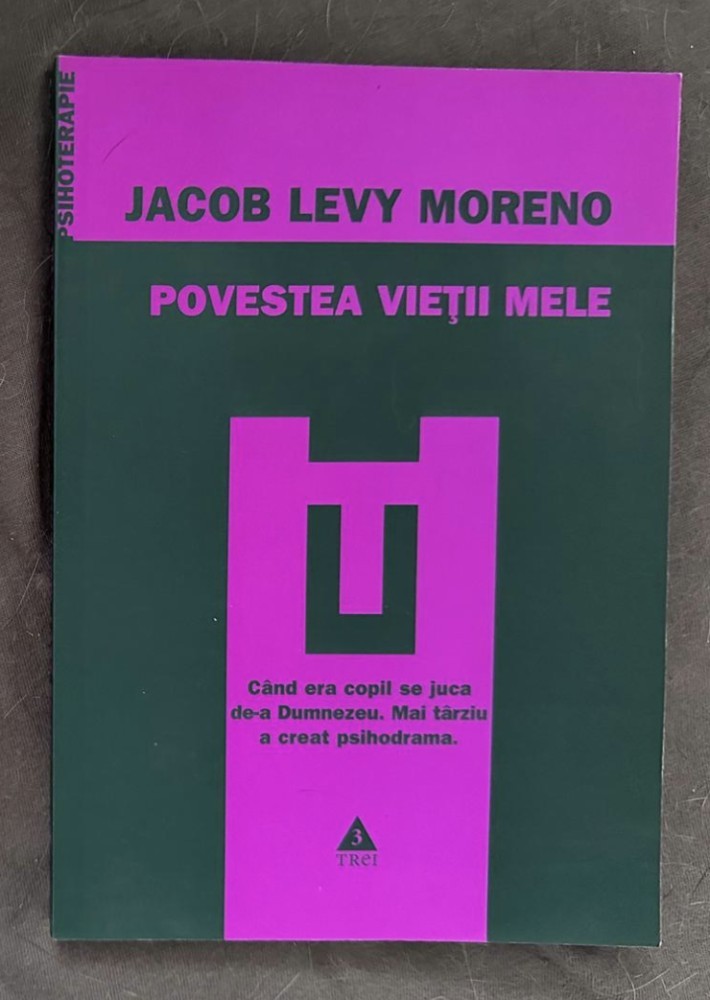 PSIHOTERAPIE
JACOB LEVY MORENO
POVESTEA VIEŢII MELE
Când era copil se juca
de-a Dumnezeu. Mai târziu
a creat psihodrama.
3
TREI